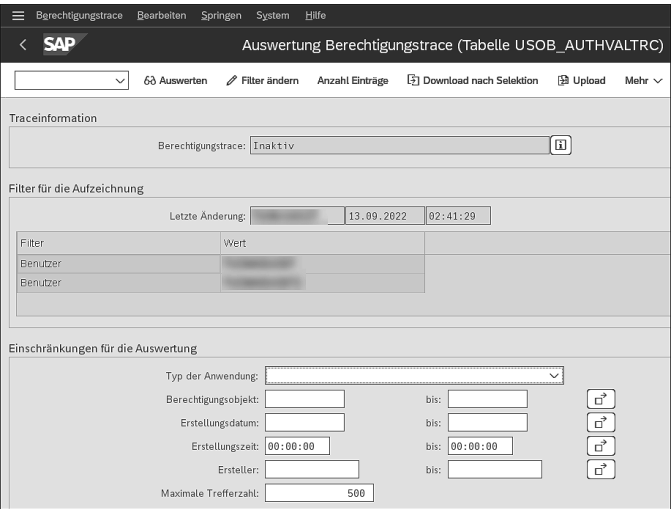 Berechtigungstrace Bearbeiten Springen System Hilfe
SAP Auswertung Berechtigungstrace (Tabelle USOB_AUTHVALTRC)
Auswerten Filter ändern Anzahl Einträge Download nach Selektion Upload Mehr
Traceinformation
Berechtigungstrace: Inaktiv
Filter für die Aufzeichnung
Letzte Änderung: 13.09.2022 02:41:29
Filter Wert
Benutzer
Benutzer
Einschränkungen für die Auswertung
Typ der Anwendung:
Berechtigungsobjekt: bis:
Erstellungsdatum: bis:
Erstellungszeit: 00:00:00 bis: 00:00:00
Ersteller: bis:
Maximale Trefferzahl: 500